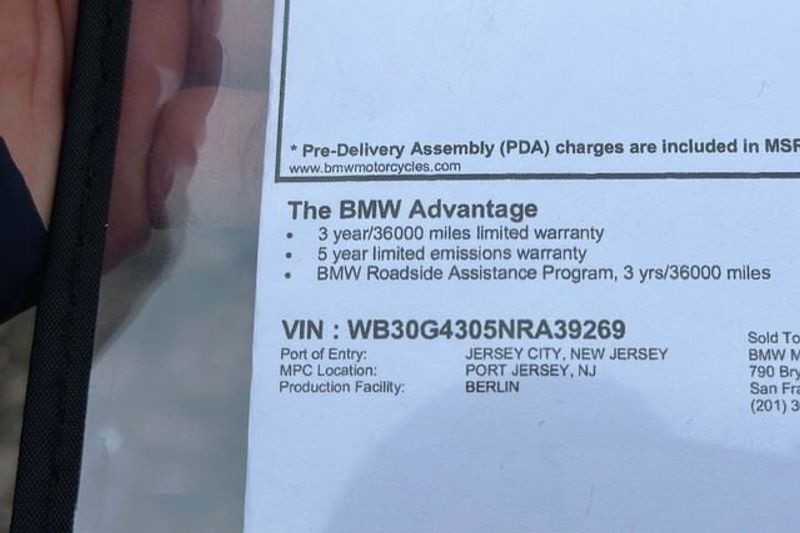 * Pre-Delivery Assembly (PDA) charges are included in MSR
www.bmwmotorcycles.com
The BMW Advantage
• 3 year/36000 miles limited warranty
• 5 year limited emissions warranty
• BMW Roadside Assistance Program, 3 yrs/36000 miles
VIN : WB30G4305NRA39269
Port of Entry: JERSEY CITY, NEW JERSEY
MPC Location: PORT JERSEY, NJ
Production Facility: BERLIN
Sold To
BMW M
790 Bry
San Fra
(201) 3